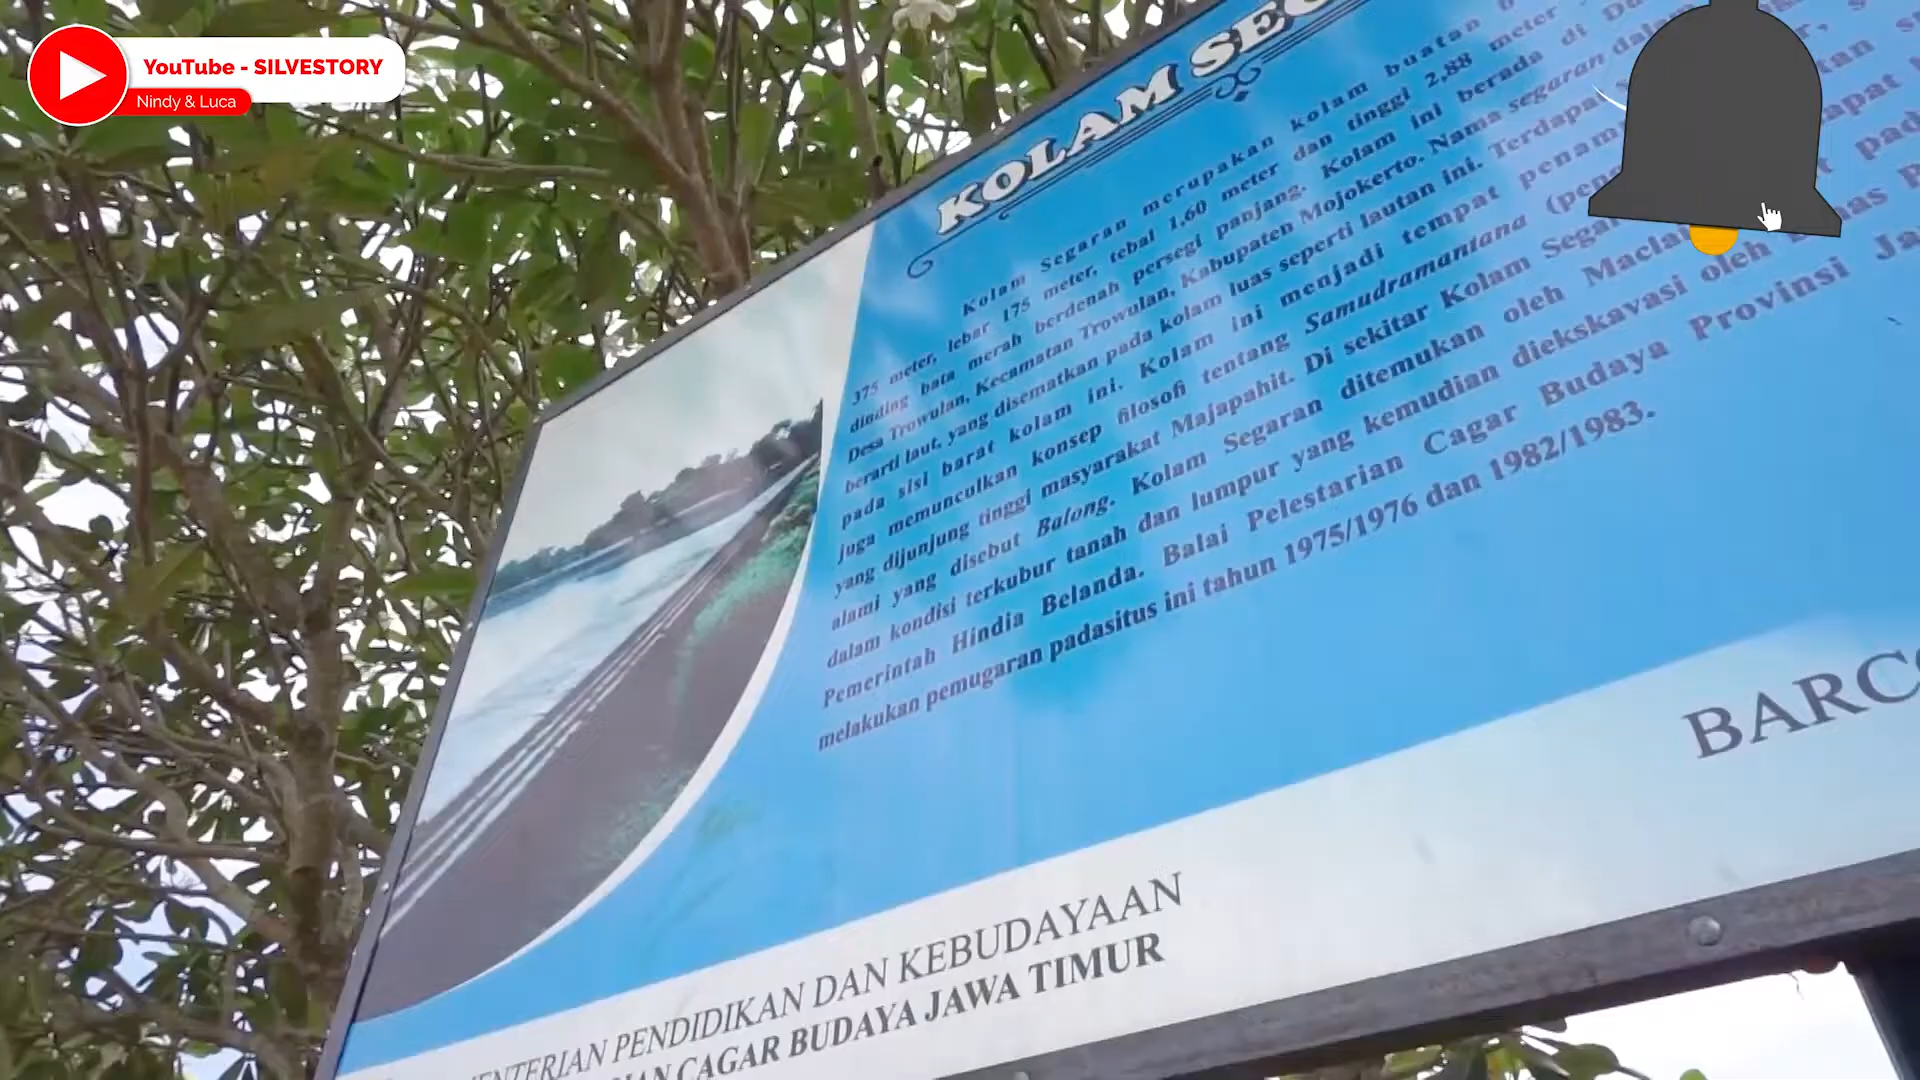 YouTube - SILVESTORY
Nindy & Luca
KOLAM
Kolam Segaran merupakan kolam buatan
375 meter, lebar 175 meter, tebal 1,60 meter dan tinggi 2,88 meter
dinding bata merah berdenah persegi panjang. Kolam ini berada di
Desa Trowulan, Kecamatan Trowulan, Kabupaten Mojokerto. Nama segaran dalam
berarti laut, yang disematkan pada kolam luas seperti lautan ini. Terdapat
pada sisi barat kolam ini. Kolam ini menjadi tempat
juga memunculkan konsep filosofi tentang Samudramantana
yang dijunjung tinggi masyarakat Majapahit. Di sekitar Kolam
alami yang disebut Balong. Kolam Segaran ditemukan oleh
dalam kondisi terkubur tanah dan lumpur yang kemudian diekskavasi oleh
Pemerintah Hindia Belanda. Balai Pelestarian Cagar Budaya Provinsi
melakukan pemugaran padasitus ini tahun 1975/1976 dan 1982/1983.
PENDIDIKAN DAN KEBUDAYAAN
CAGAR BUDAYA JAWA TIMUR